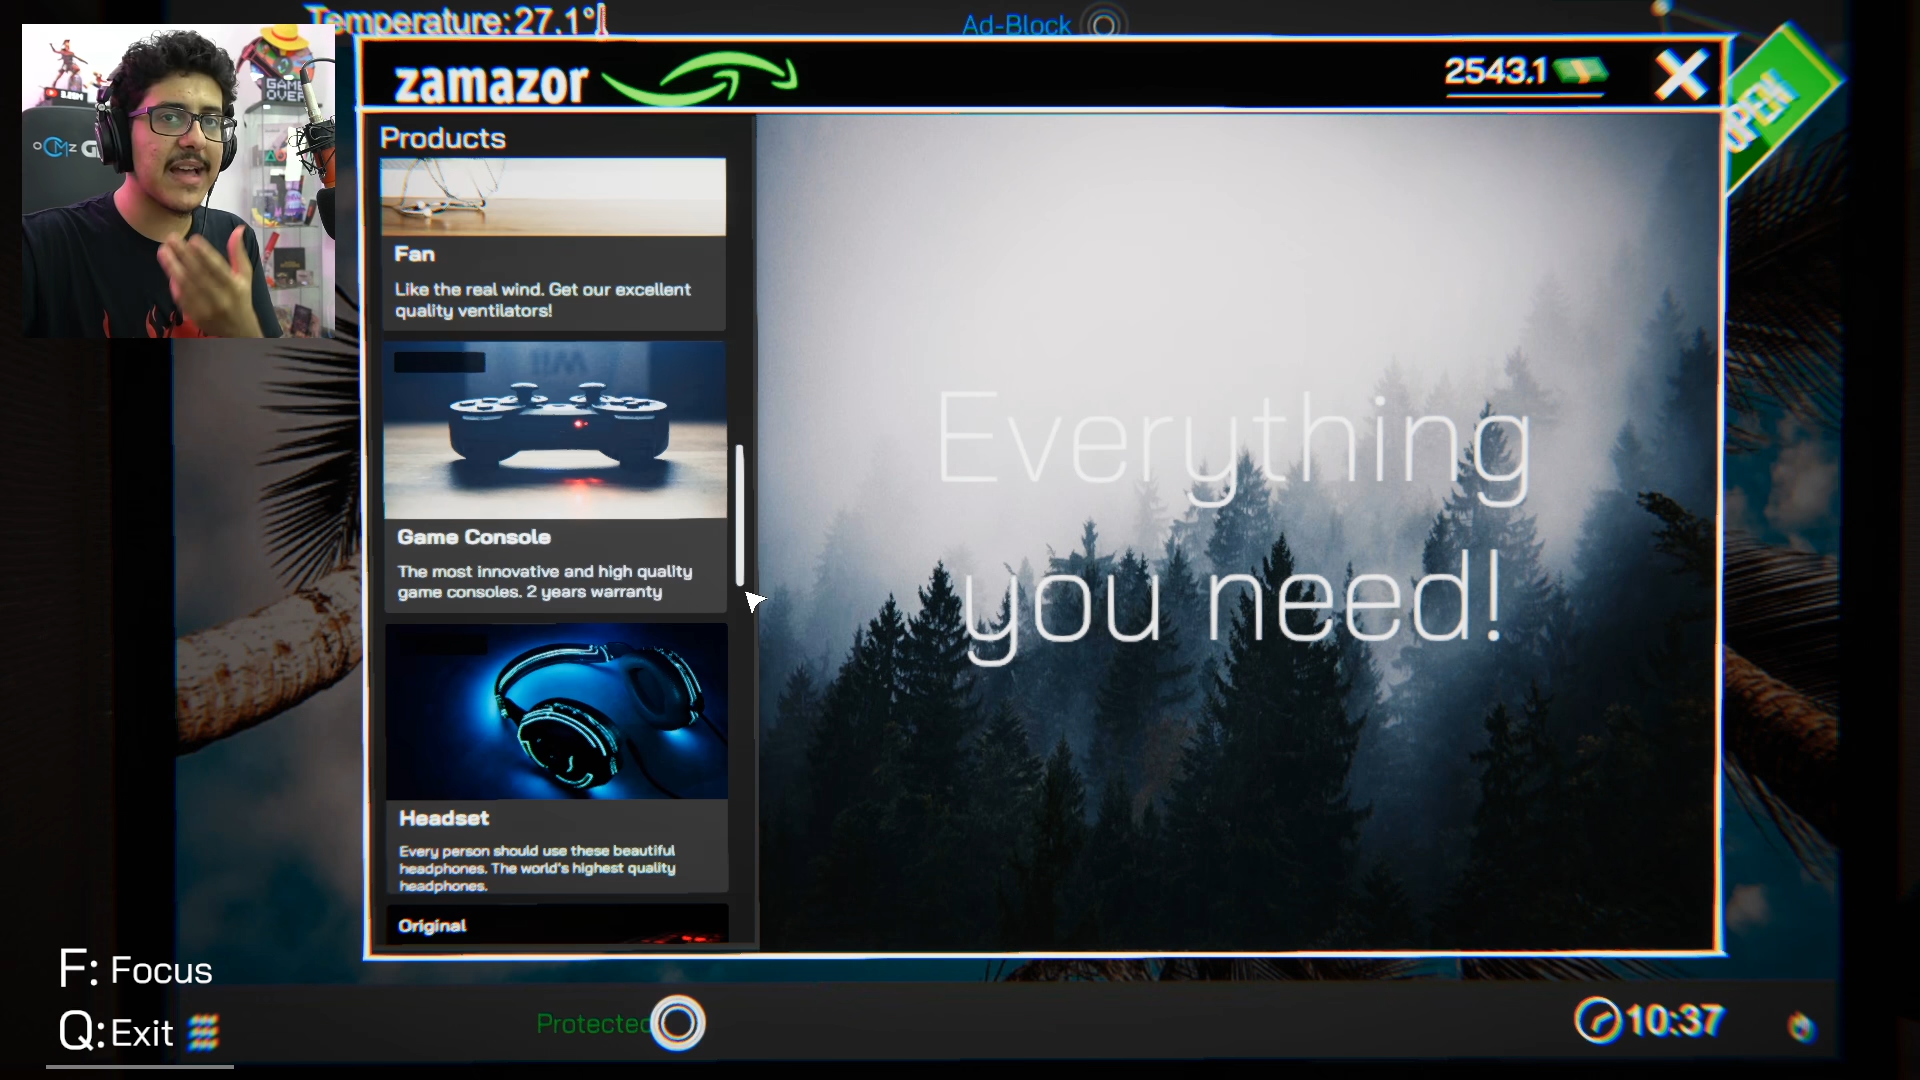 Temperature:27.1°
Ad-Block
zamazor
2543.1
OPEN
GAME
OVER
Products
Fan
Like the real wind. Get our excellent
quality ventilators!
Game Console
The most innovative and high quality
game consoles. 2 years warranty
Headset
Every person should use these beautiful
headphones. The world's highest quality
headphones.
Original
Everything
you need!
F: Focus
Q: Exit
Protected
10:37